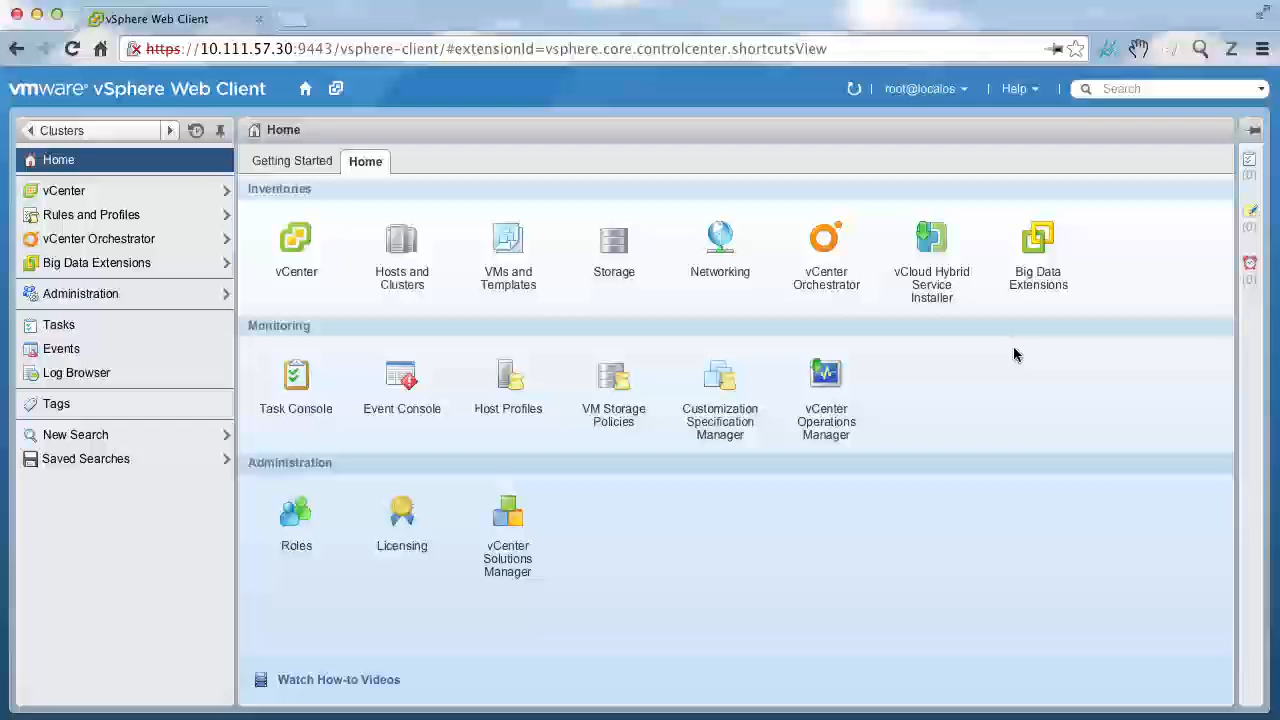 vSphere Web Client
https://10.111.57.30:9443/vsphere-client/#extensionId=vsphere.core.controlcenter.shortcutsView
vmware® vSphere Web Client
root@localos
Help
Search
Clusters
Home
vCenter
Rules and Profiles
vCenter Orchestrator
Big Data Extensions
Administration
Tasks
Events
Log Browser
Tags
New Search
Saved Searches
Home
Getting Started
Home
Inventories
vCenter
Hosts and
Clusters
VMs and
Templates
Storage
Networking
vCenter
Orchestrator
vCloud Hybrid
Service
Installer
Big Data
Extensions
Monitoring
Task Console
Event Console
Host Profiles
VM Storage
Policies
Customization
Specification
Manager
vCenter
Operations
Manager
Administration
Roles
Licensing
vCenter
Solutions
Manager
Watch How-to Videos
(0)
(0)
(0)